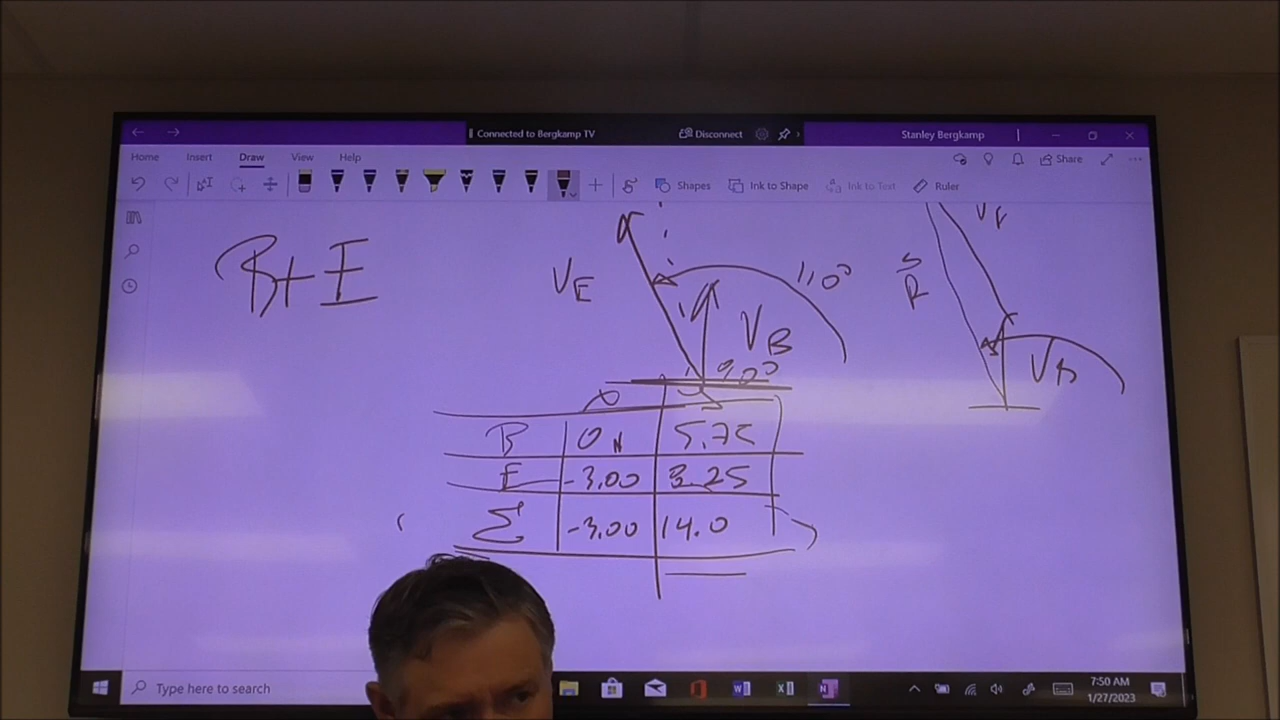 Connected to Bergkamp TV
Disconnect
Stanley Bergkamp
Home Insert Draw View Help
Share
Shapes
Ink to Shape
Ink to Text
Ruler
B+E
VE
110°
VB
90°
S
R
B 0 5.75
E -3.00 8.25
Σ -3.00 14.0
Type here to search
7:50 AM
1/27/2023